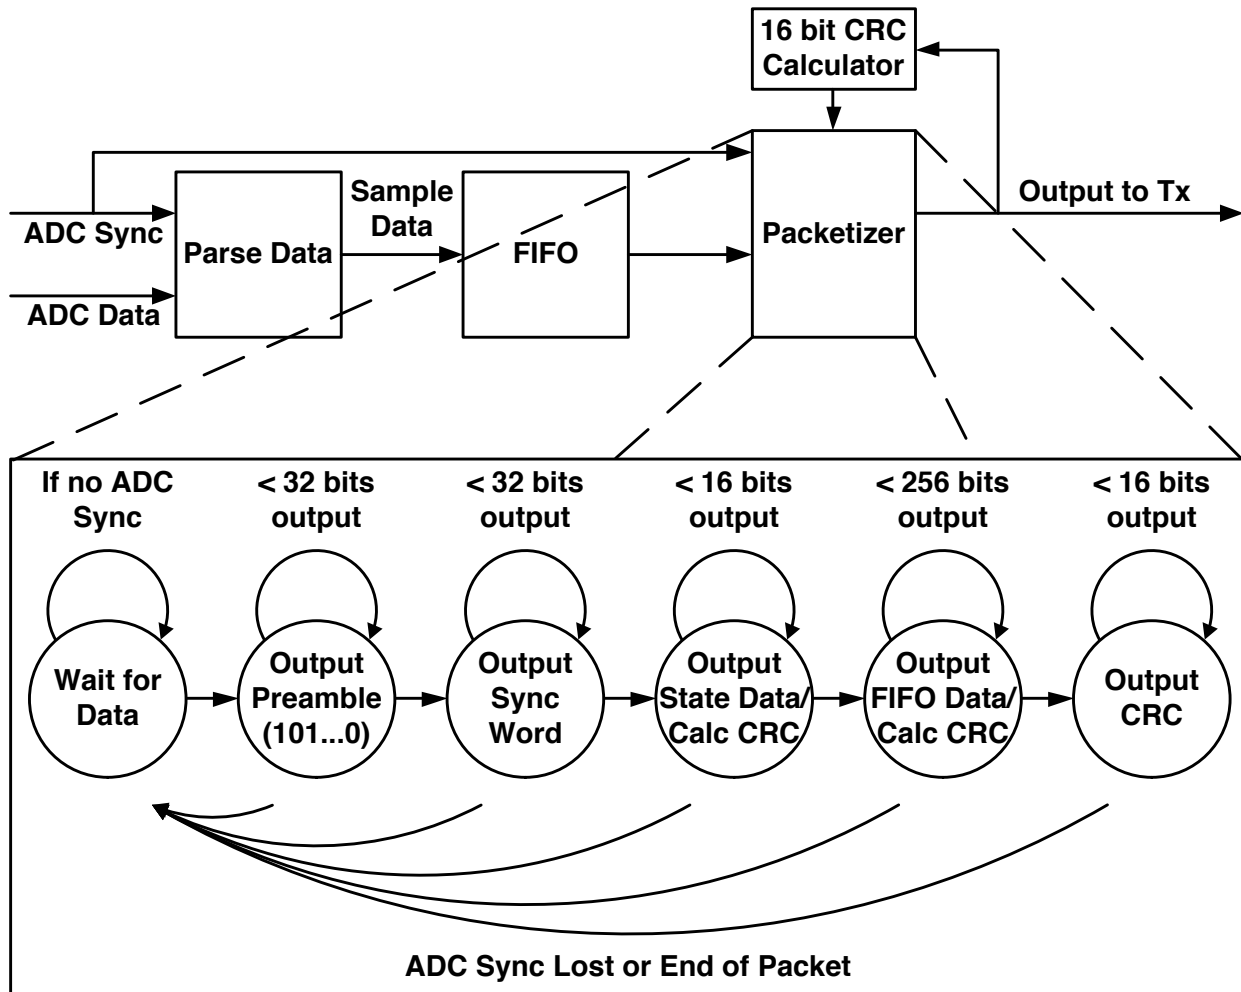 16 bit CRC
Calculator
Sample
Data
Output to Tx
ADC Sync
Parse Data
FIFO
Packetizer
ADC Data
If no ADC
Sync
< 32 bits
output
< 32 bits
output
< 16 bits
output
< 256 bits
output
< 16 bits
output
Wait for
Data
Output
Preamble
(101...0)
Output
Sync
Word
Output
State Data/
Calc CRC
Output
FIFO Data/
Calc CRC
Output
CRC
ADC Sync Lost or End of Packet